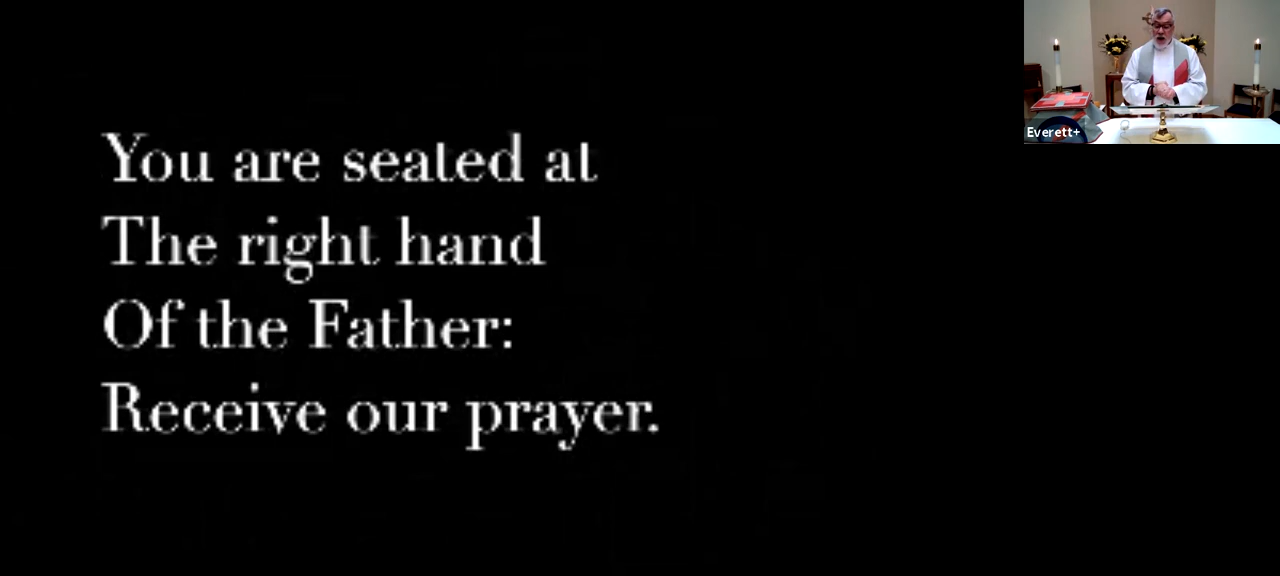 You are seated at
The right hand
Of the Father:
Receive our prayer.
Everett+